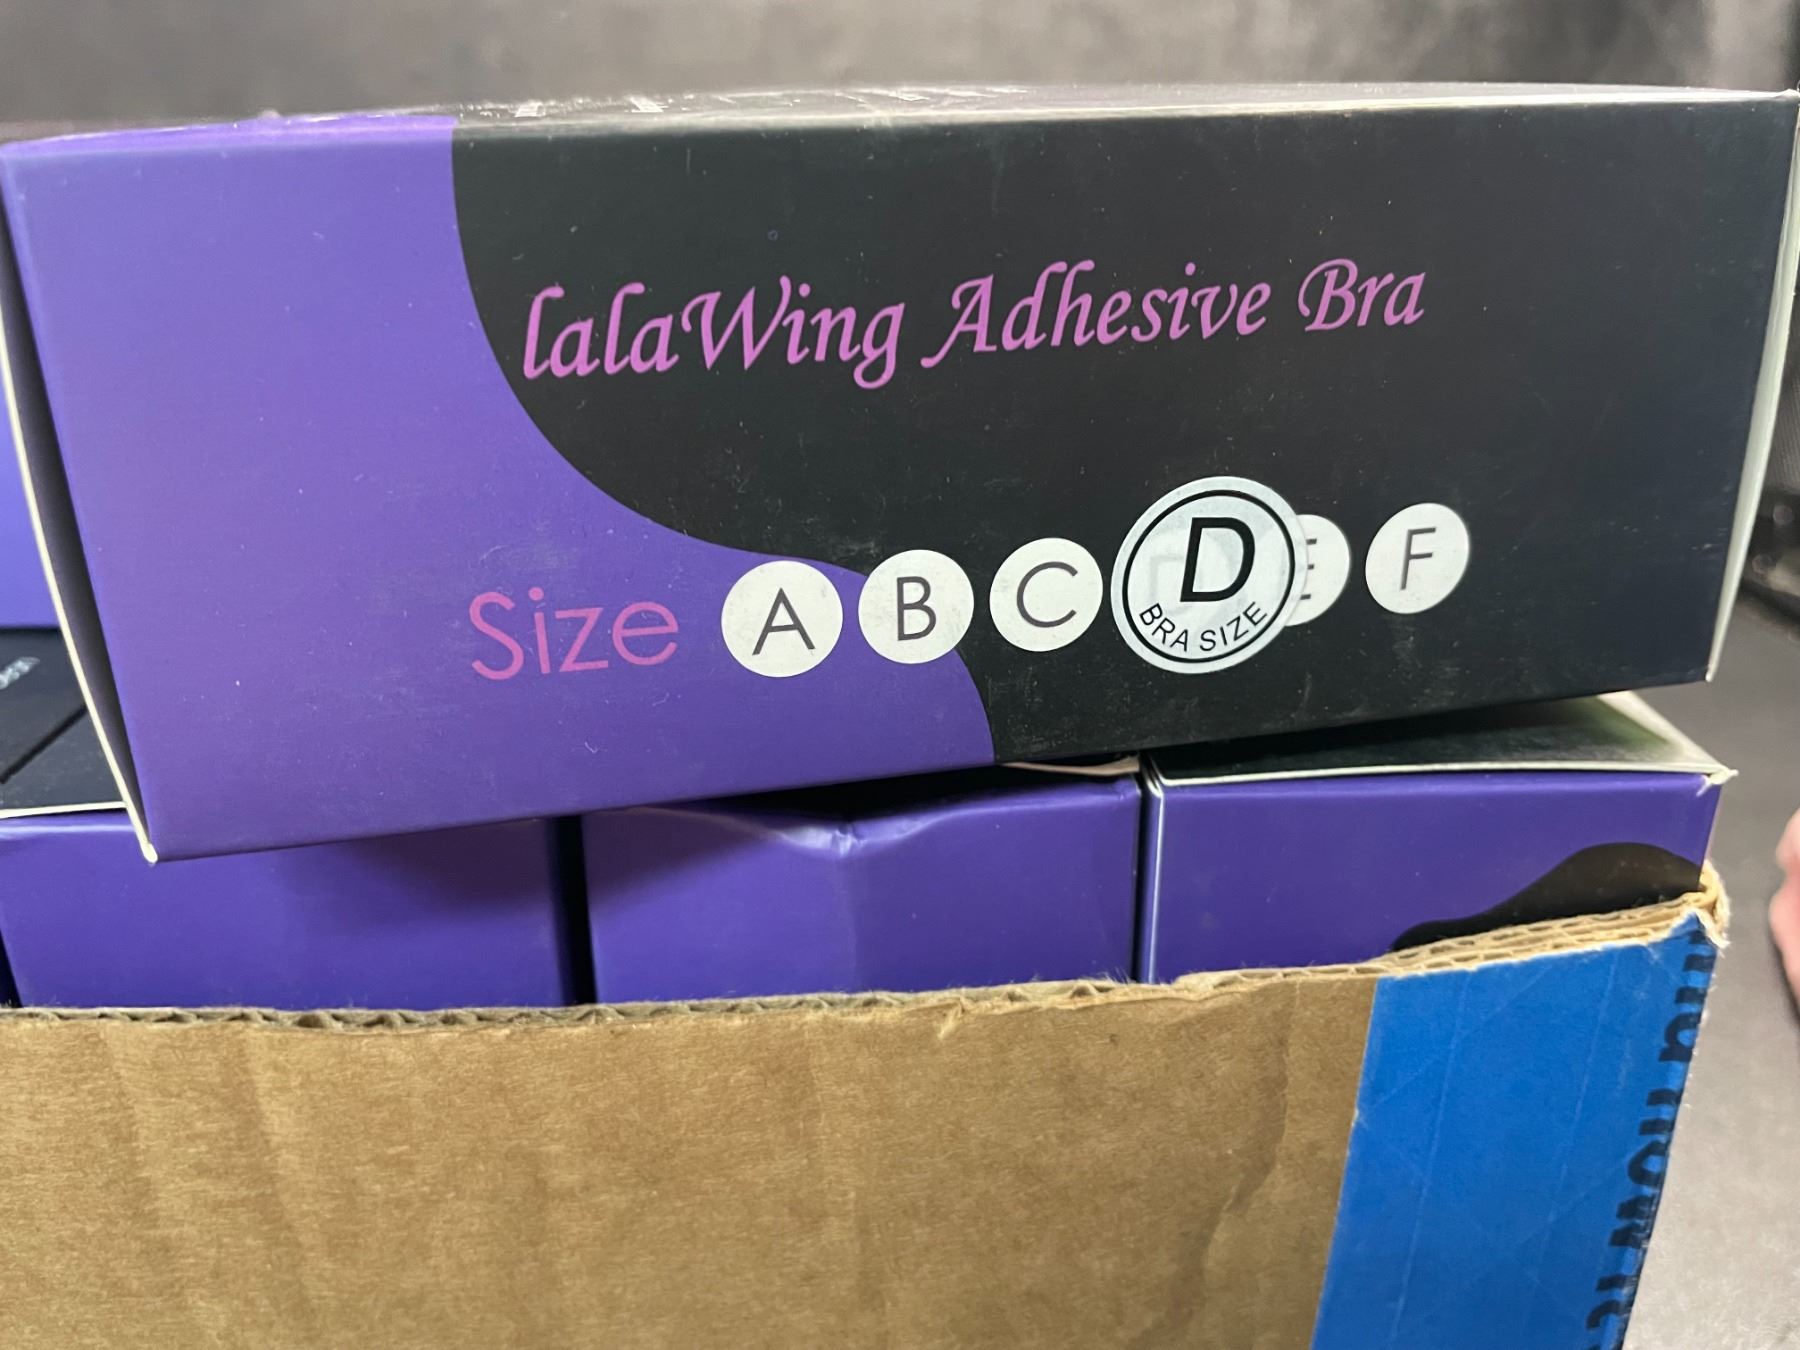 lalaWing Adhesive Bra
Size A B C D E F
BRA SIZE